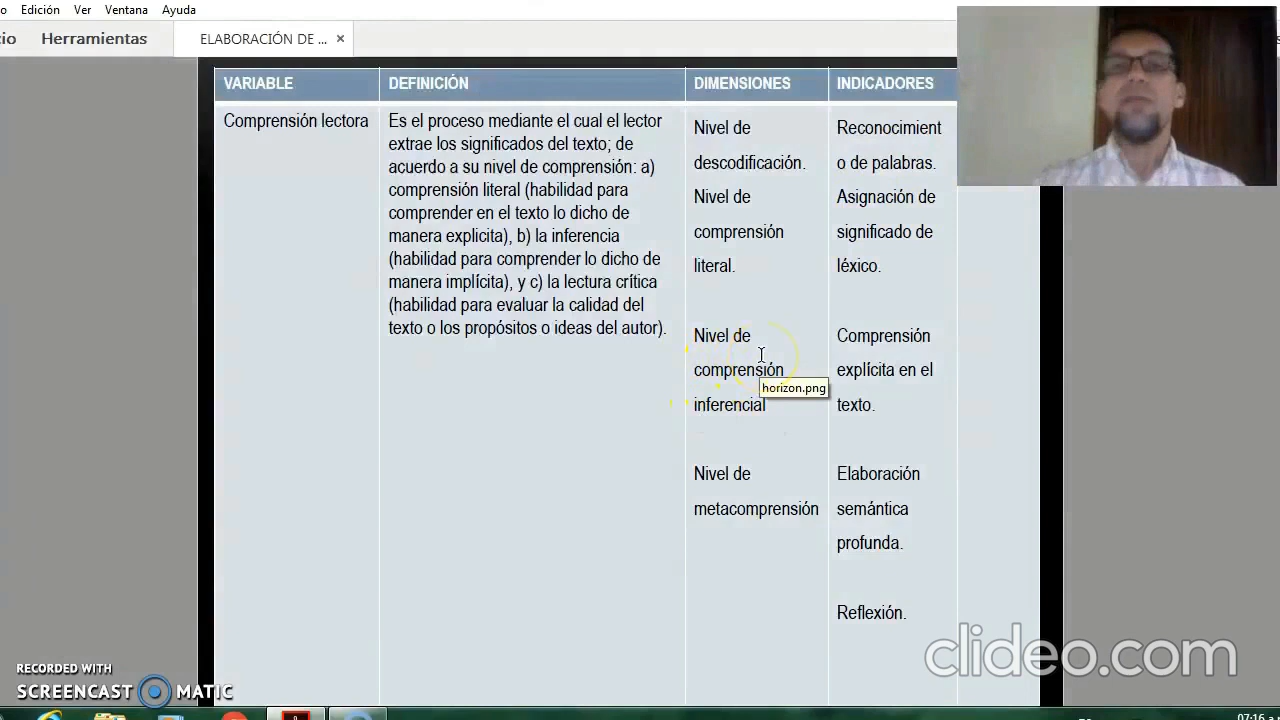 Edición Ver Ventana Ayuda
Herramientas
ELABORACIÓN DE ... ×
VARIABLE
DEFINICIÓN
DIMENSIONES
INDICADORES
Comprensión lectora
Es el proceso mediante el cual el lector
extrae los significados del texto; de
acuerdo a su nivel de comprensión: a)
comprensión literal (habilidad para
comprender en el texto lo dicho de
manera explicita), b) la inferencia
(habilidad para comprender lo dicho de
manera implícita), y c) la lectura crítica
(habilidad para evaluar la calidad del
texto o los propósitos o ideas del autor).
Nivel de
descodificación.
Nivel de
comprensión
literal.
Nivel de
comprensión
inferencial
Nivel de
metacomprensión
Reconocimient
o de palabras.
Asignación de
significado de
léxico.
Comprensión
explícita en el
texto.
Elaboración
semántica
profunda.
Reflexión.
horizon.png
clideo.com
RECORDED WITH
SCREENCAST MATIC
07:16 a.